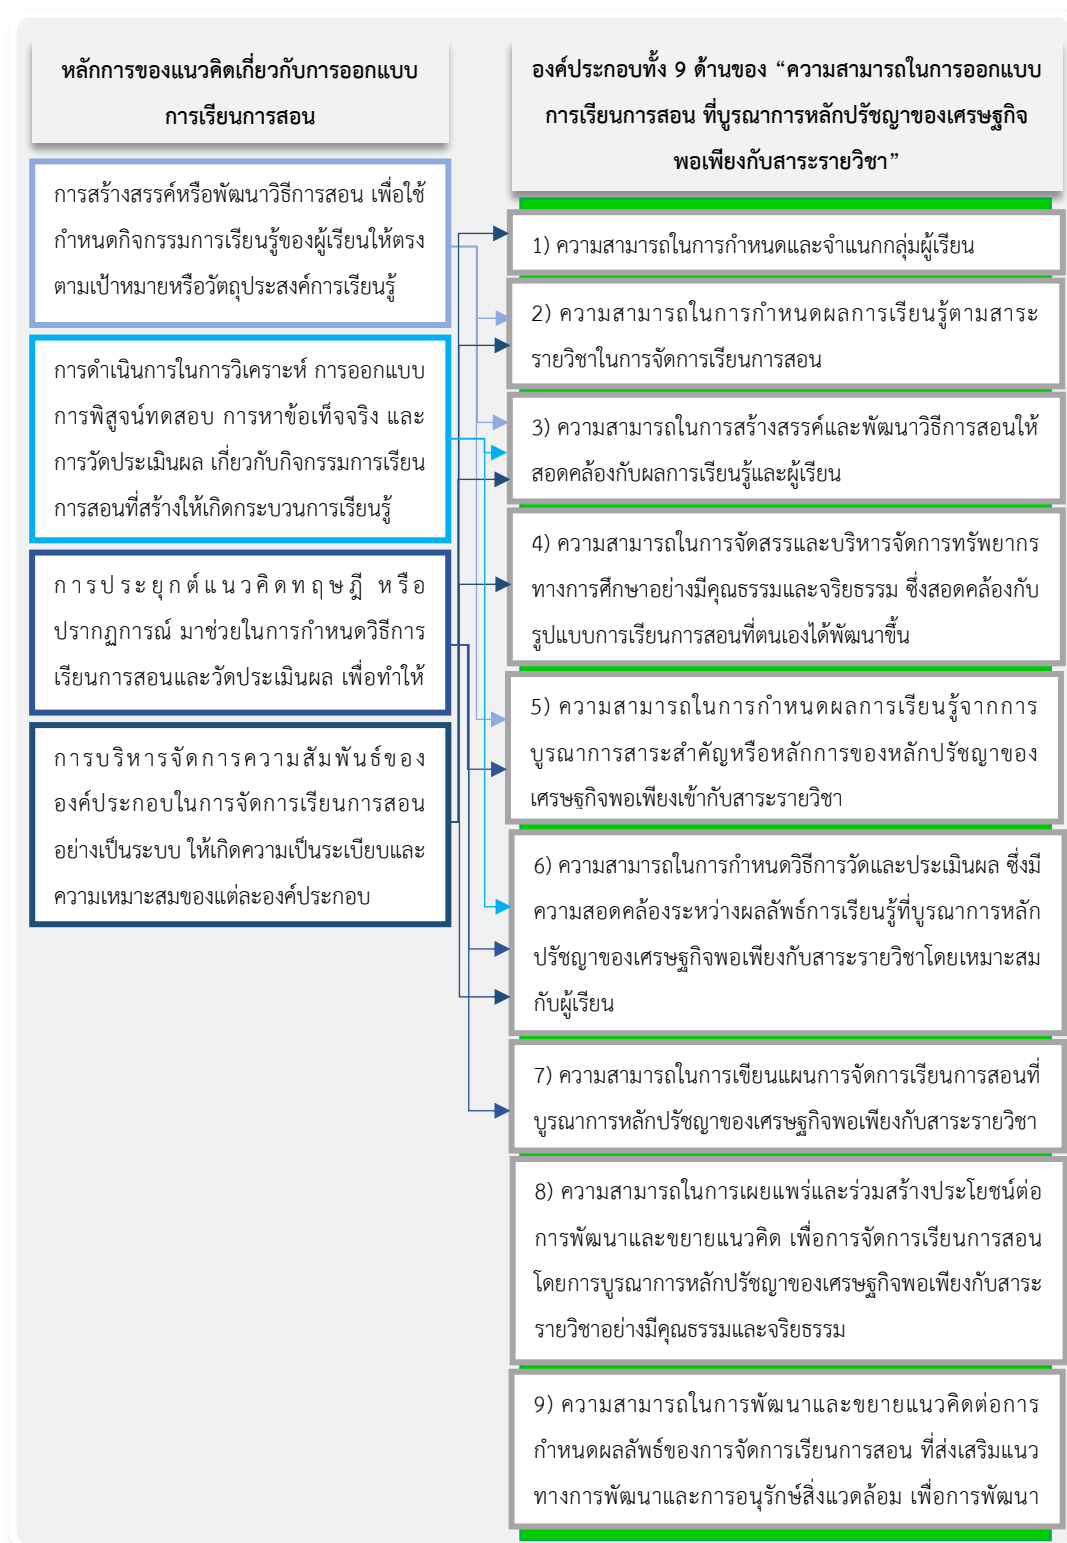 หลักการของแนวคิดเกี่ยวกับการออกแบบ
การเรียนการสอน
การสร้างสรรค์หรือพัฒนาวิธีการสอน เพื่อใช้
กำหนดกิจกรรมการเรียนรู้ของผู้เรียนให้ตรง
ตามเป้าหมายหรือวัตถุประสงค์การเรียนรู้
การดำเนินการในการวิเคราะห์ การออกแบบ
การพิสูจน์ทดสอบ การหาข้อเท็จจริง และ
การวัดประเมินผล เกี่ยวกับกิจกรรมการเรียน
การสอนที่สร้างให้เกิดกระบวนการเรียนรู้
การประยุกต์แนวคิดทฤษฎี หรือ
ปรากฏการณ์ มาช่วยในการกำหนดวิธีการ
เรียนการสอนและวัดประเมินผล เพื่อทำให้
การบริหารจัดการความสัมพันธ์ของ
องค์ประกอบในการจัดการเรียนการสอน
อย่างเป็นระบบ ให้เกิดความเป็นระเบียบและ
ความเหมาะสมของแต่ละองค์ประกอบ
องค์ประกอบทั้ง 9 ด้านของ “ความสามารถในการออกแบบ
การเรียนการสอน ที่บูรณาการหลักปรัชญาของเศรษฐกิจ
พอเพียงกับสาระรายวิชา”
1) ความสามารถในการกำหนดและจำแนกกลุ่มผู้เรียน
2) ความสามารถในการกำหนดผลการเรียนรู้ตามสาระ
รายวิชาในการจัดการเรียนการสอน
3) ความสามารถในการสร้างสรรค์และพัฒนาวิธีการสอนให้
สอดคล้องกับผลการเรียนรู้และผู้เรียน
4) ความสามารถในการจัดสรรและบริหารจัดการทรัพยากร
ทางการศึกษาอย่างมีคุณธรรมและจริยธรรม ซึ่งสอดคล้องกับ
รูปแบบการเรียนการสอนที่ตนเองได้พัฒนาขึ้น
5) ความสามารถในการกำหนดผลการเรียนรู้จากการ
บูรณาการสาระสำคัญหรือหลักการของหลักปรัชญาของ
เศรษฐกิจพอเพียงเข้ากับสาระรายวิชา
6) ความสามารถในการกำหนดวิธีการวัดและประเมินผล ซึ่งมี
ความสอดคล้องระหว่างผลลัพธ์การเรียนรู้ที่บูรณาการหลัก
ปรัชญาของเศรษฐกิจพอเพียงกับสาระรายวิชาโดยเหมาะสม
กับผู้เรียน
7) ความสามารถในการเขียนแผนการจัดการเรียนการสอนที่
บูรณาการหลักปรัชญาของเศรษฐกิจพอเพียงกับสาระรายวิชา
8) ความสามารถในการเผยแพร่และร่วมสร้างประโยชน์ต่อ
การพัฒนาและขยายแนวคิด เพื่อการจัดการเรียนการสอน
โดยการบูรณาการหลักปรัชญาของเศรษฐกิจพอเพียงกับสาระ
รายวิชาอย่างมีคุณธรรมและจริยธรรม
9) ความสามารถในการพัฒนาและขยายแนวคิดต่อการ
กำหนดผลลัพธ์ของการจัดการเรียนการสอน ที่ส่งเสริมแนว
ทางการพัฒนาและการอนุรักษ์สิ่งแวดล้อม เพื่อการพัฒนา